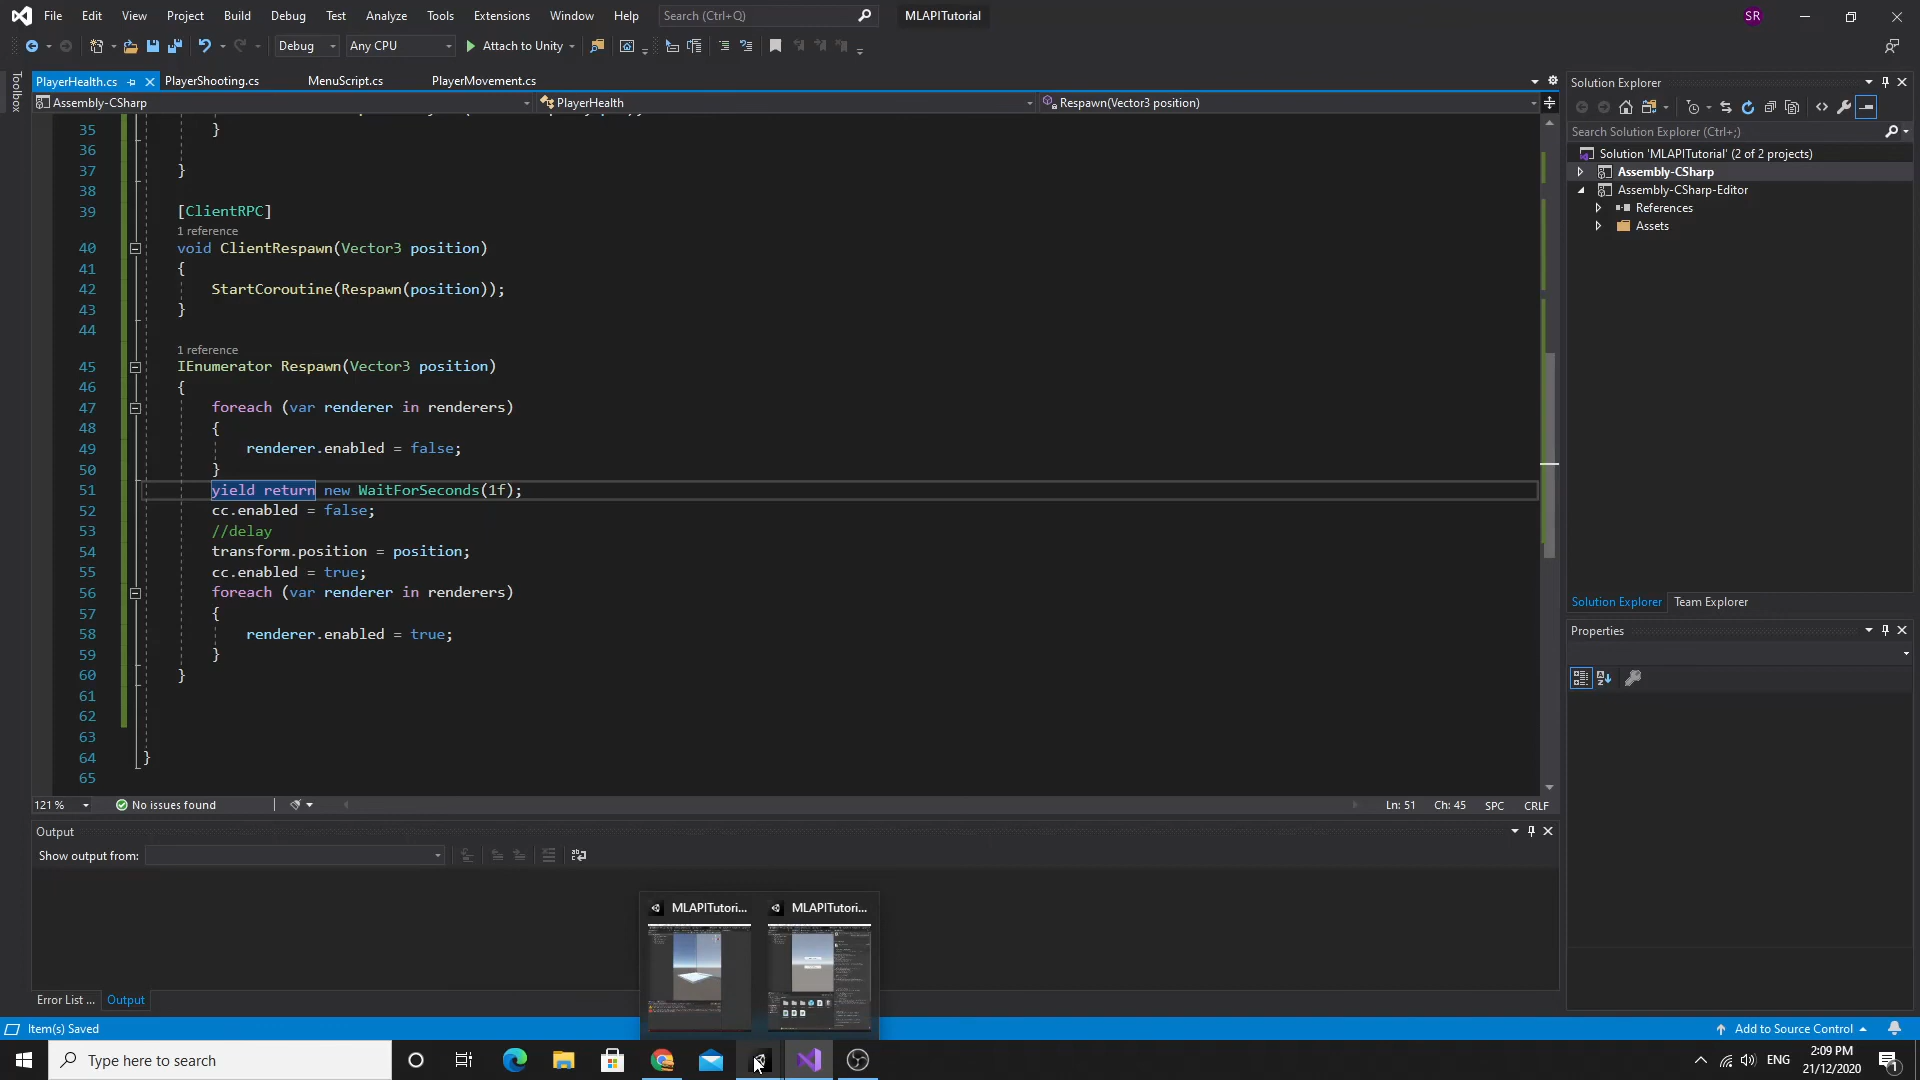 File Edit View Project Build Debug Test Analyze Tools Extensions Window Help Search (Ctrl+Q) MLAPITutorial SR
Debug Any CPU Attach to Unity
Toolbox
PlayerHealth.cs PlayerShooting.cs MenuScript.cs PlayerMovement.cs
Assembly-CSharp PlayerHealth Respawn(Vector3 position)
35 }
36
37 }
38
39 [ClientRPC]
1 reference
40 void ClientRespawn(Vector3 position)
41 {
42 StartCoroutine(Respawn(position));
43 }
44
1 reference
45 IEnumerator Respawn(Vector3 position)
46 {
47 foreach (var renderer in renderers)
48 {
49 renderer.enabled = false;
50 }
51 yield return new WaitForSeconds(1f);
52 cc.enabled = false;
53 //delay
54 transform.position = position;
55 cc.enabled = true;
56 foreach (var renderer in renderers)
57 {
58 renderer.enabled = true;
59 }
60 }
61
62
63
64 }
65
121 % No issues found Ln: 51 Ch: 45 SPC CRLF
Output
Show output from:
Error List ... Output
Solution Explorer
Search Solution Explorer (Ctrl+;)
Solution 'MLAPITutorial' (2 of 2 projects)
Assembly-CSharp
Assembly-CSharp-Editor
References
Assets
Solution Explorer Team Explorer
Properties
MLAPITutori... MLAPITutori...
Item(s) Saved Add to Source Control
Type here to search ENG 2:09 PM
21/12/2020 1